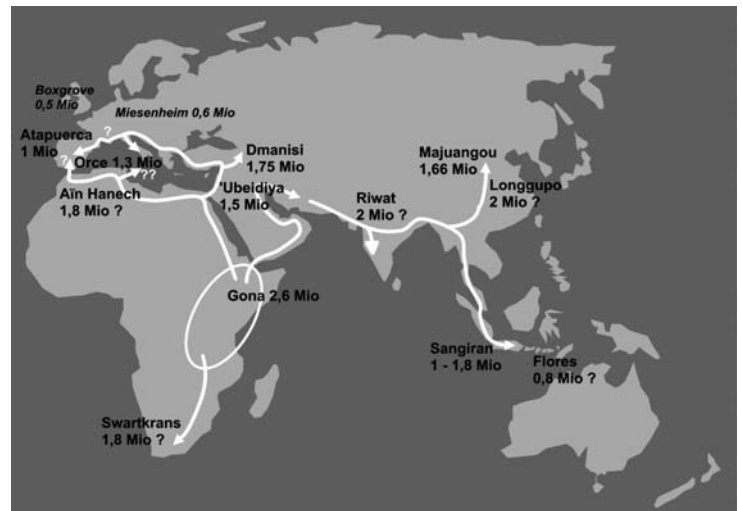 Boxgrove
0,5 Mio
Miesenheim 0,6 Mio
Atapuerca
1 Mio
?
?
Orce 1,3 Mio
??
Aïn Hanech
1,8 Mio ?
Dmanisi
1,75 Mio
'Ubeidiya
1,5 Mio
Riwat
2 Mio ?
Majuangou
1,66 Mio
Longgupo
2 Mio ?
Gona 2,6 Mio
Sangiran
1 - 1,8 Mio
Flores
0,8 Mio ?
Swartkrans
1,8 Mio ?